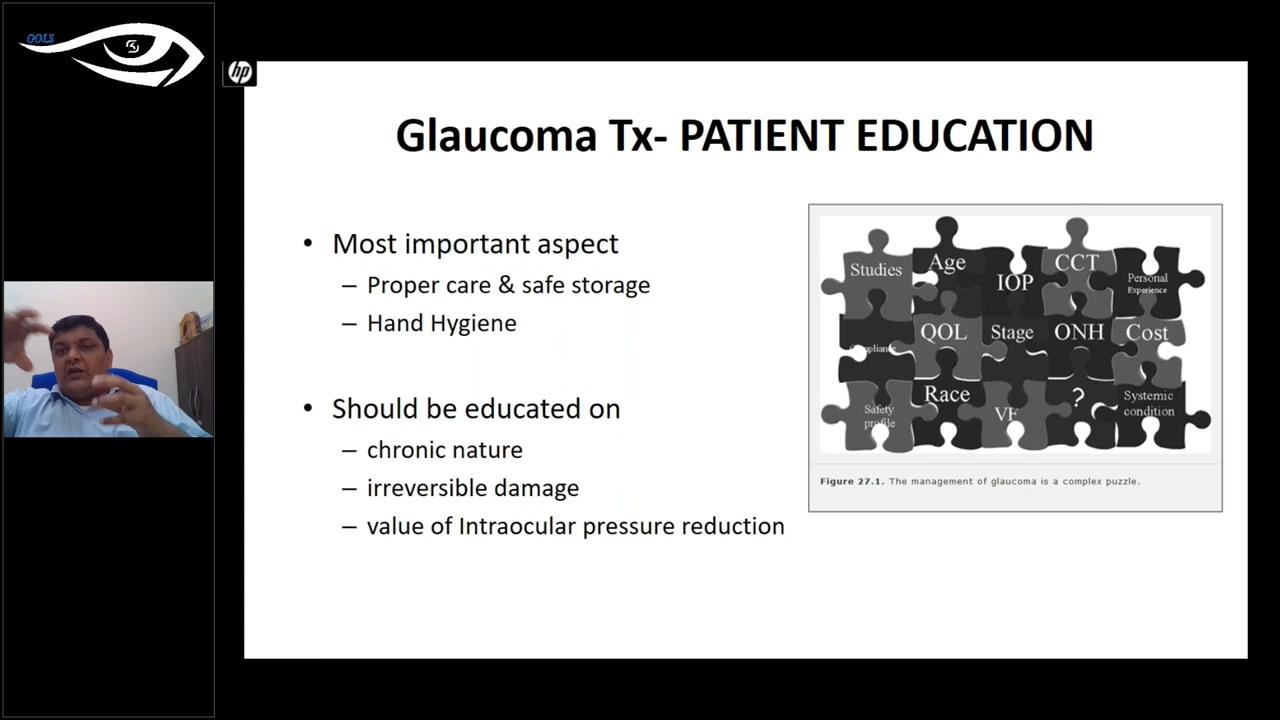 OOLS
hp
Glaucoma Tx- PATIENT EDUCATION
• Most important aspect
– Proper care & safe storage
– Hand Hygiene
• Should be educated on
– chronic nature
– irreversible damage
– value of Intraocular pressure reduction
Studies
Age
IOP
CCT
Personal
Experience
QOL
Stage
ONH
Cost
Safety
profile
Race
VF
?
Systemic
condition
Figure 27.1. The management of glaucoma is a complex puzzle.